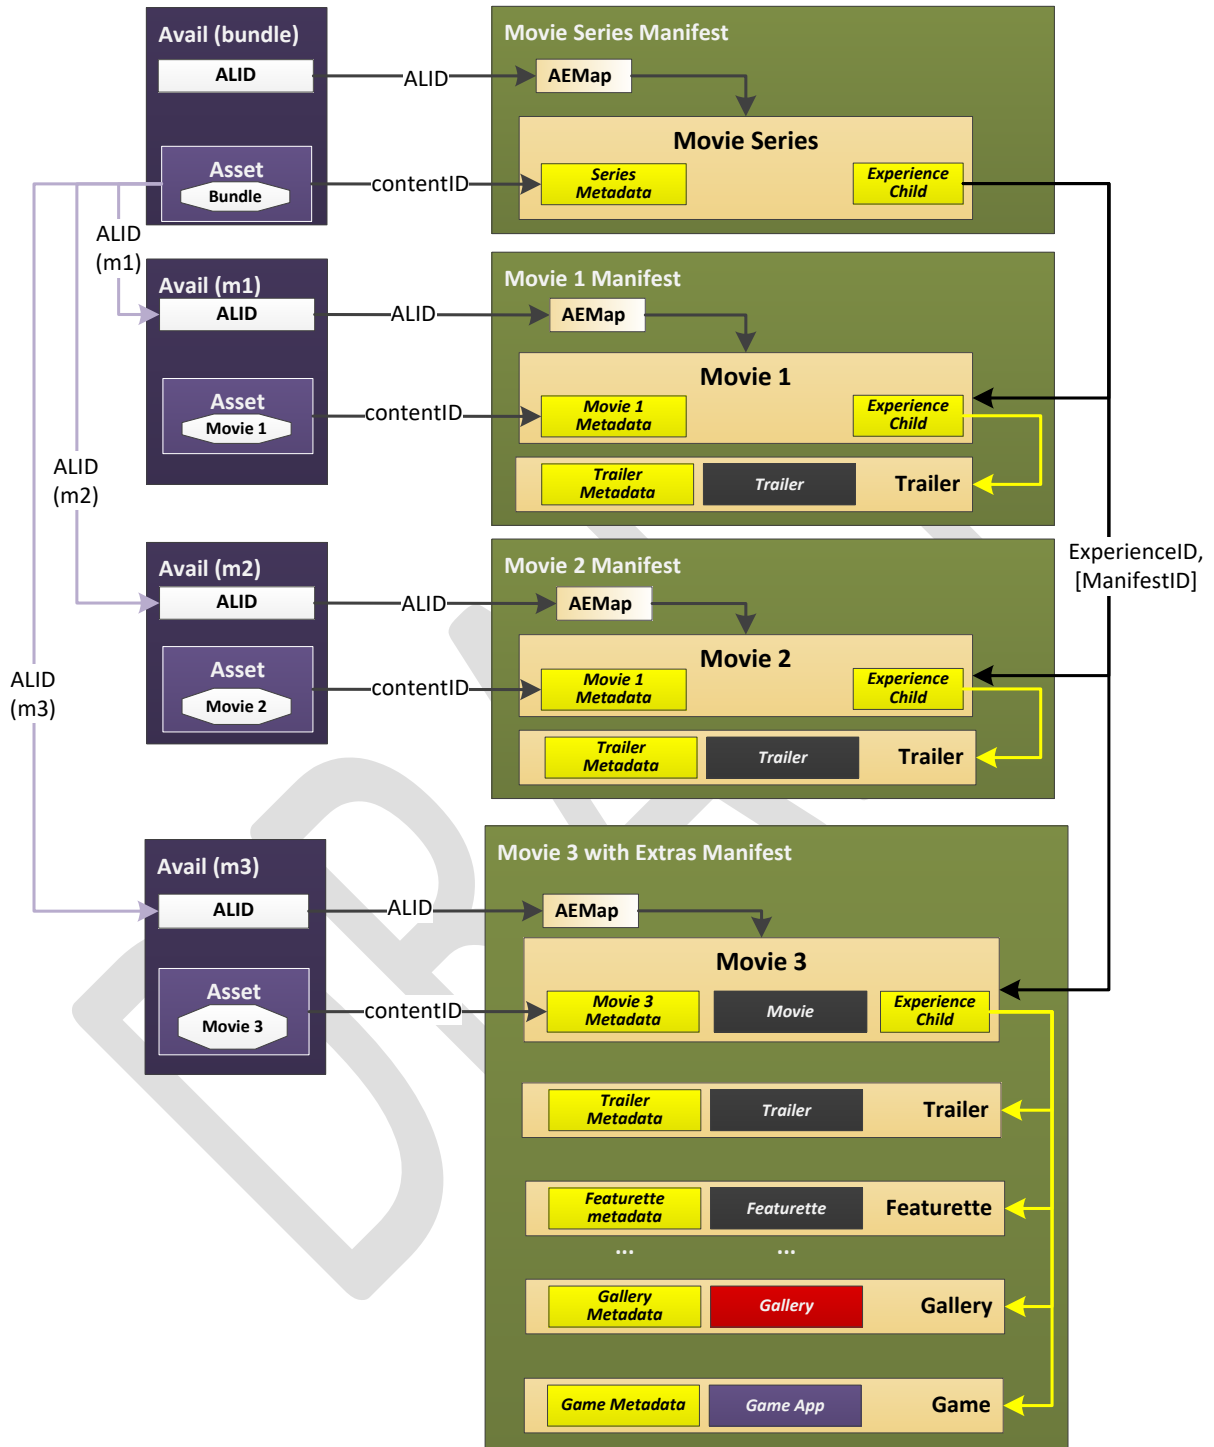 Avail (bundle)
ALID
Asset
Bundle
ALID
contentID
Movie Series Manifest
AEMap
Movie Series
Series
Metadata
Experience
Child
ALID
(m1)
Avail (m1)
ALID
Asset
Movie 1
ALID
contentID
Movie 1 Manifest
AEMap
Movie 1
Movie 1
Metadata
Experience
Child
Trailer
Metadata
Trailer
Trailer
ALID
(m2)
ExperienceID,
[ManifestID]
Avail (m2)
ALID
Asset
Movie 2
ALID
contentID
Movie 2 Manifest
AEMap
Movie 2
Movie 1
Metadata
Experience
Child
Trailer
Metadata
Trailer
Trailer
ALID
(m3)
Avail (m3)
ALID
Asset
Movie 3
ALID
contentID
Movie 3 with Extras Manifest
AEMap
Movie 3
Movie 3
Metadata
Movie
Experience
Child
Trailer
Metadata
Trailer
Trailer
Featurette
metadata
Featurette
Featurette
...
...
Gallery
Metadata
Gallery
Gallery
Game Metadata
Game App
Game